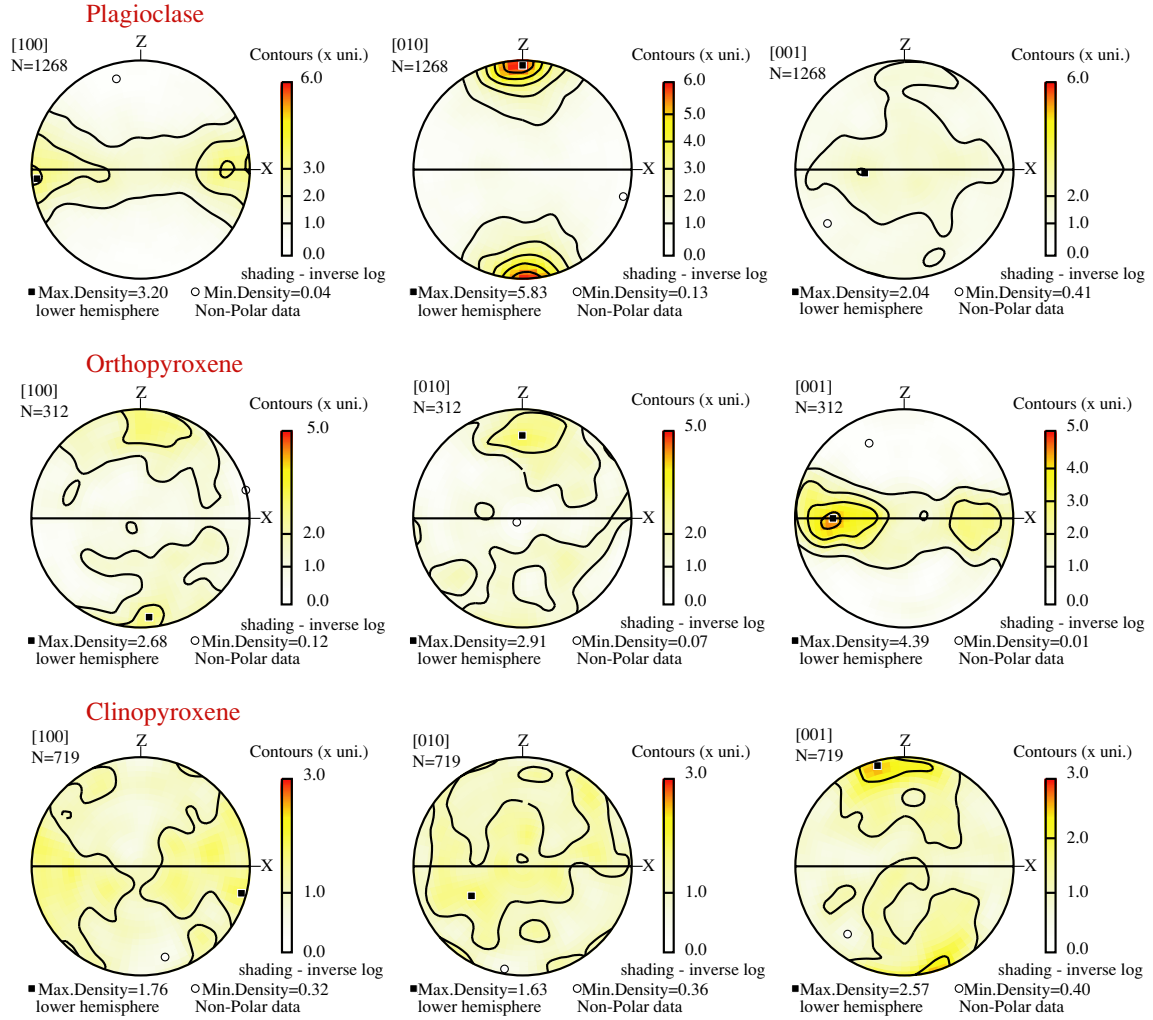 Plagioclase
[100]
N=1268
Z
X
Contours (x uni.)
6.0
3.0
2.0
1.0
0.0
shading - inverse log
■ Max.Density=3.20 ○ Min.Density=0.04
lower hemisphere Non-Polar data
[010]
N=1268
Z
X
Contours (x uni.)
6.0
5.0
4.0
3.0
2.0
1.0
0.0
shading - inverse log
■ Max.Density=5.83 ○ Min.Density=0.13
lower hemisphere Non-Polar data
[001]
N=1268
Z
X
Contours (x uni.)
6.0
2.0
1.0
0.0
shading - inverse log
■ Max.Density=2.04 ○ Min.Density=0.41
lower hemisphere Non-Polar data
Orthopyroxene
[100]
N=312
Z
X
Contours (x uni.)
5.0
2.0
1.0
0.0
shading - inverse log
■ Max.Density=2.68 ○ Min.Density=0.12
lower hemisphere Non-Polar data
[010]
N=312
Z
X
Contours (x uni.)
5.0
2.0
1.0
0.0
shading - inverse log
■ Max.Density=2.91 ○ Min.Density=0.07
lower hemisphere Non-Polar data
[001]
N=312
Z
X
Contours (x uni.)
5.0
4.0
3.0
2.0
1.0
0.0
shading - inverse log
■ Max.Density=4.39 ○ Min.Density=0.01
lower hemisphere Non-Polar data
Clinopyroxene
[100]
N=719
Z
X
Contours (x uni.)
3.0
1.0
0.0
shading - inverse log
■ Max.Density=1.76 ○ Min.Density=0.32
lower hemisphere Non-Polar data
[010]
N=719
Z
X
Contours (x uni.)
3.0
1.0
0.0
shading - inverse log
■ Max.Density=1.63 ○ Min.Density=0.36
lower hemisphere Non-Polar data
[001]
N=719
Z
X
Contours (x uni.)
3.0
2.0
1.0
0.0
shading - inverse log
■ Max.Density=2.57 ○ Min.Density=0.40
lower hemisphere Non-Polar data